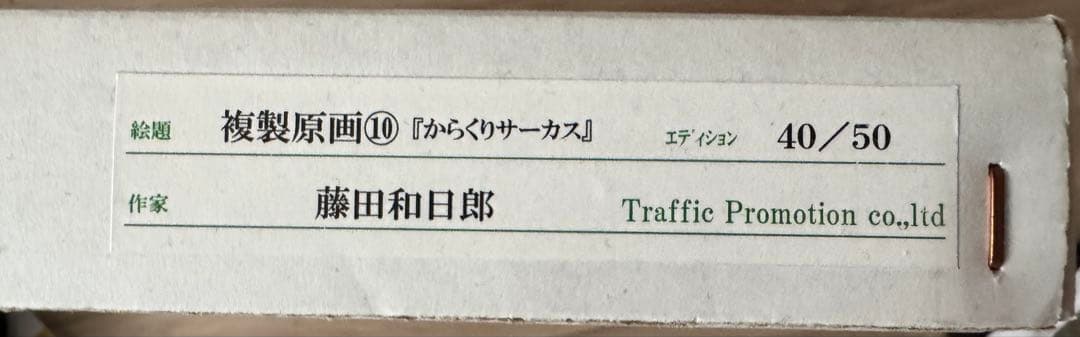 絵題 複製原画⑩『からくりサーカス』 エディション 40/50
作家 藤田和日郎 Traffic Promotion co.,ltd